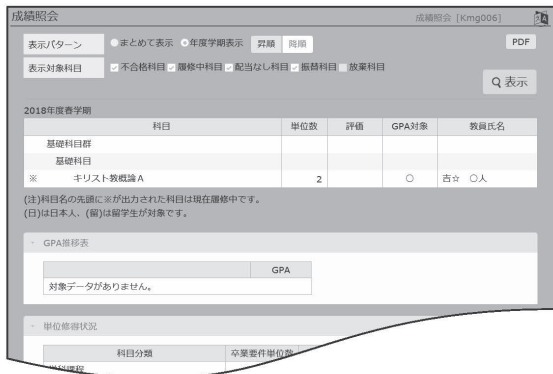 成績照会 成績照会 [Kmg006]
表示パターン まとめて表示 年度学期表示 昇順 降順 PDF
表示対象科目 不合格科目 履修中科目 配当なし科目 振替科目 放棄科目
表示
2018年度春学期
科目 単位数 評価 GPA対象 教員氏名
基礎科目群
基礎科目
※ キリスト教概論A 2 ○ 吉☆ ○人
(注)科目名の先頭に※が出力された科目は現在履修中です。
(日)は日本人、(留)は留学生が対象です。
GPA推移表
GPA
対象データがありません。
単位修得状況
科目分類 卒業要件単位数